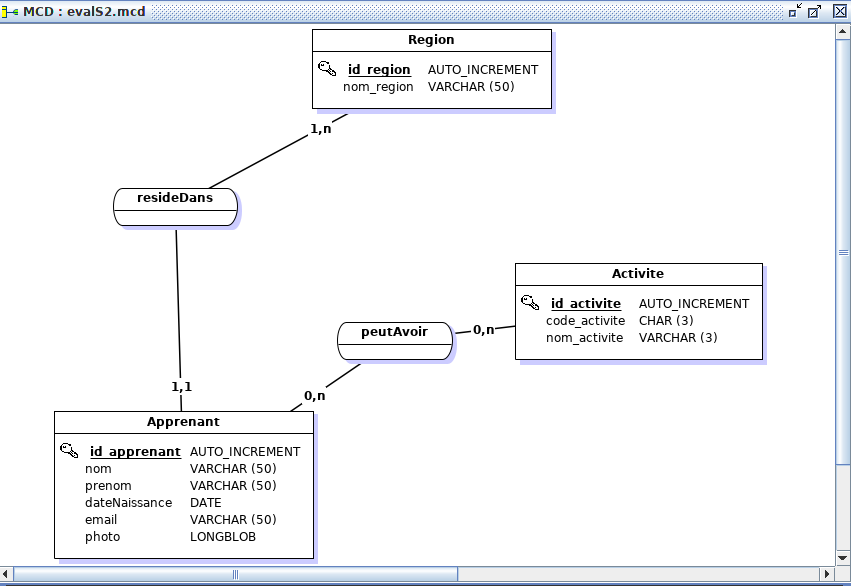 MCD : evalS2.mcd
Region
id_region AUTO_INCREMENT
nom_region VARCHAR (50)
1,n
resideDans
Activite
id_activite AUTO_INCREMENT
code_activite CHAR (3)
nom_activite VARCHAR (3)
peutAvoir
0,n
1,1
0,n
Apprenant
id_apprenant AUTO_INCREMENT
nom VARCHAR (50)
prenom VARCHAR (50)
dateNaissance DATE
email VARCHAR (50)
photo LONGBLOB